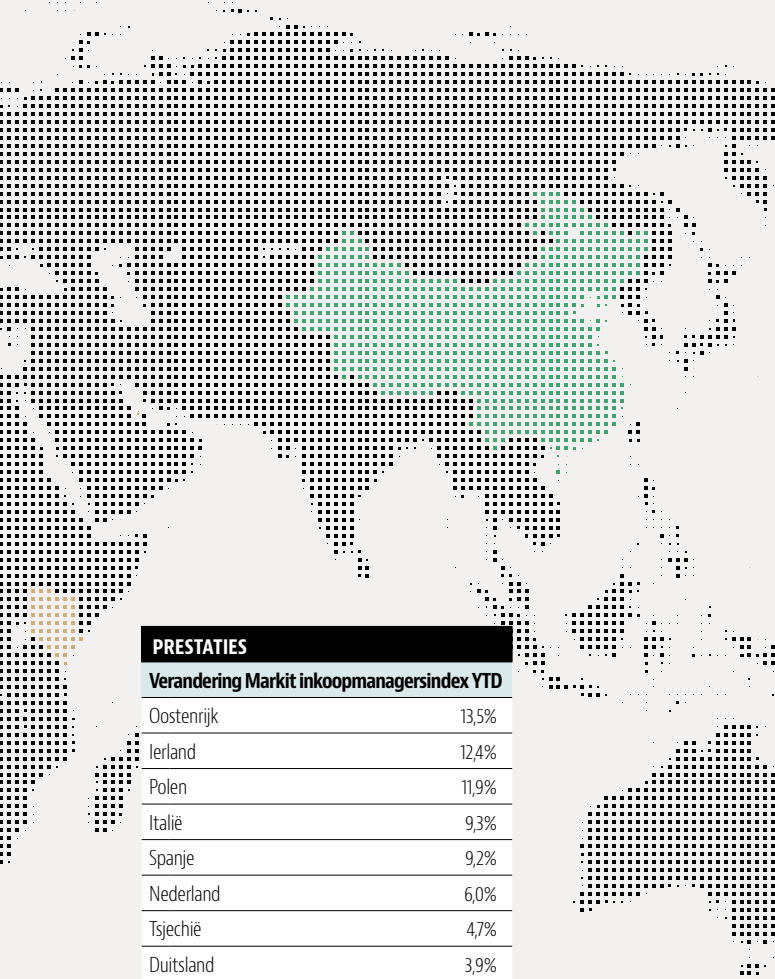 PRESTATIES
Verandering Markit inkoopmanagersindex YTD
Oostenrijk 13,5%
Ierland 12,4%
Polen 11,9%
Italië 9,3%
Spanje 9,2%
Nederland 6,0%
Tsjechië 4,7%
Duitsland 3,9%